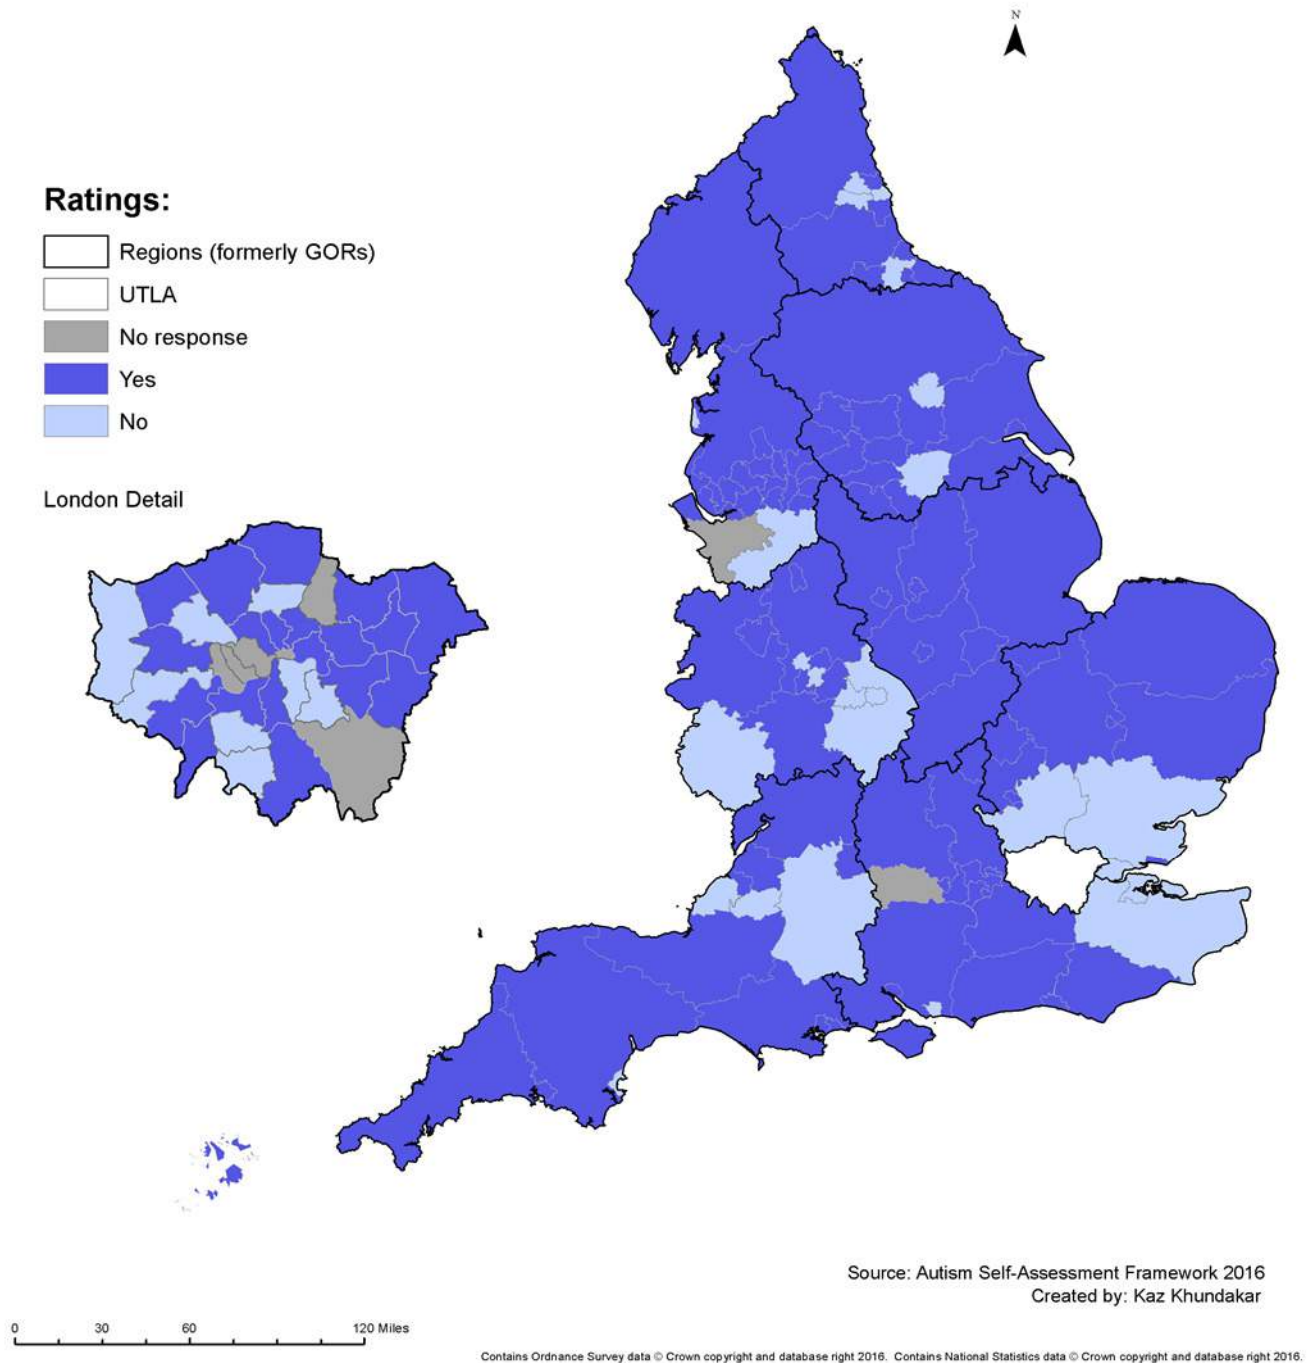 N
Ratings:
Regions (formerly GORs)
UTLA
No response
Yes
No
London Detail
Source: Autism Self-Assessment Framework 2016
Created by: Kaz Khundakar
0 30 60 120 Miles
Contains Ordnance Survey data © Crown copyright and database right 2016. Contains National Statistics data © Crown copyright and database right 2016.